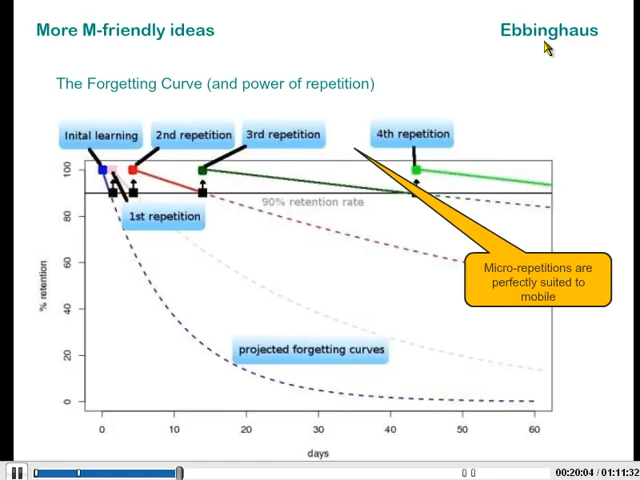 More M-friendly ideas
Ebbinghaus
The Forgetting Curve (and power of repetition)
Inital learning
2nd repetition
3rd repetition
4th repetition
1st repetition
90% retention rate
Micro-repetitions are
perfectly suited to
mobile
projected forgetting curves
% retention
100
80
60
40
20
0
0 10 20 30 40 50 60
days
00:20:04 / 01:11:32